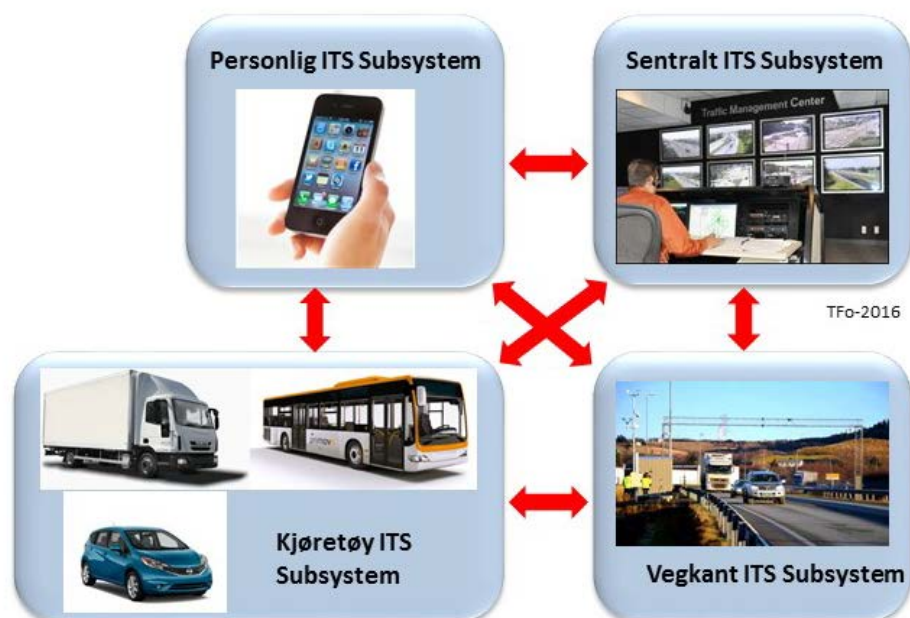 Personlig ITS Subsystem
Sentralt ITS Subsystem
Traffic Management Center
TFo-2016
Kjøretøy ITS
Subsystem
Vegkant ITS Subsystem